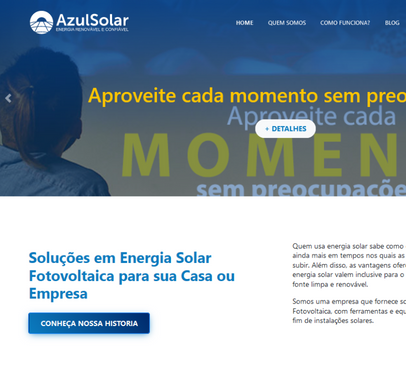 AzulSolar
ENERGIA RENOVÁVEL E CONFIÁVEL
HOME QUEM SOMOS COMO FUNCIONA? BLOG
Aproveite cada momento sem preo
Aproveite cada
MOMEN
sem preocupaçõe
+ DETALHES
Soluções em Energia Solar
Fotovoltaica para sua Casa ou
Empresa
CONHEÇA NOSSA HISTORIA
Quem usa energia solar sabe como
ainda mais em tempos nos quais as
subir. Além disso, as vantagens ofere
energia solar valem inclusive para o
fonte limpa e renovável.
Somos uma empresa que fornece so
Fotovoltaica, com ferramentas e equ
fim de instalações solares.